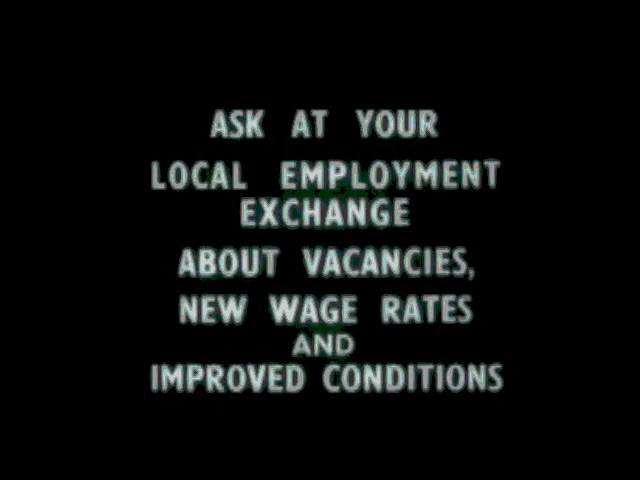 ASK AT YOUR
LOCAL EMPLOYMENT
EXCHANGE
ABOUT VACANCIES,
NEW WAGE RATES
AND
IMPROVED CONDITIONS